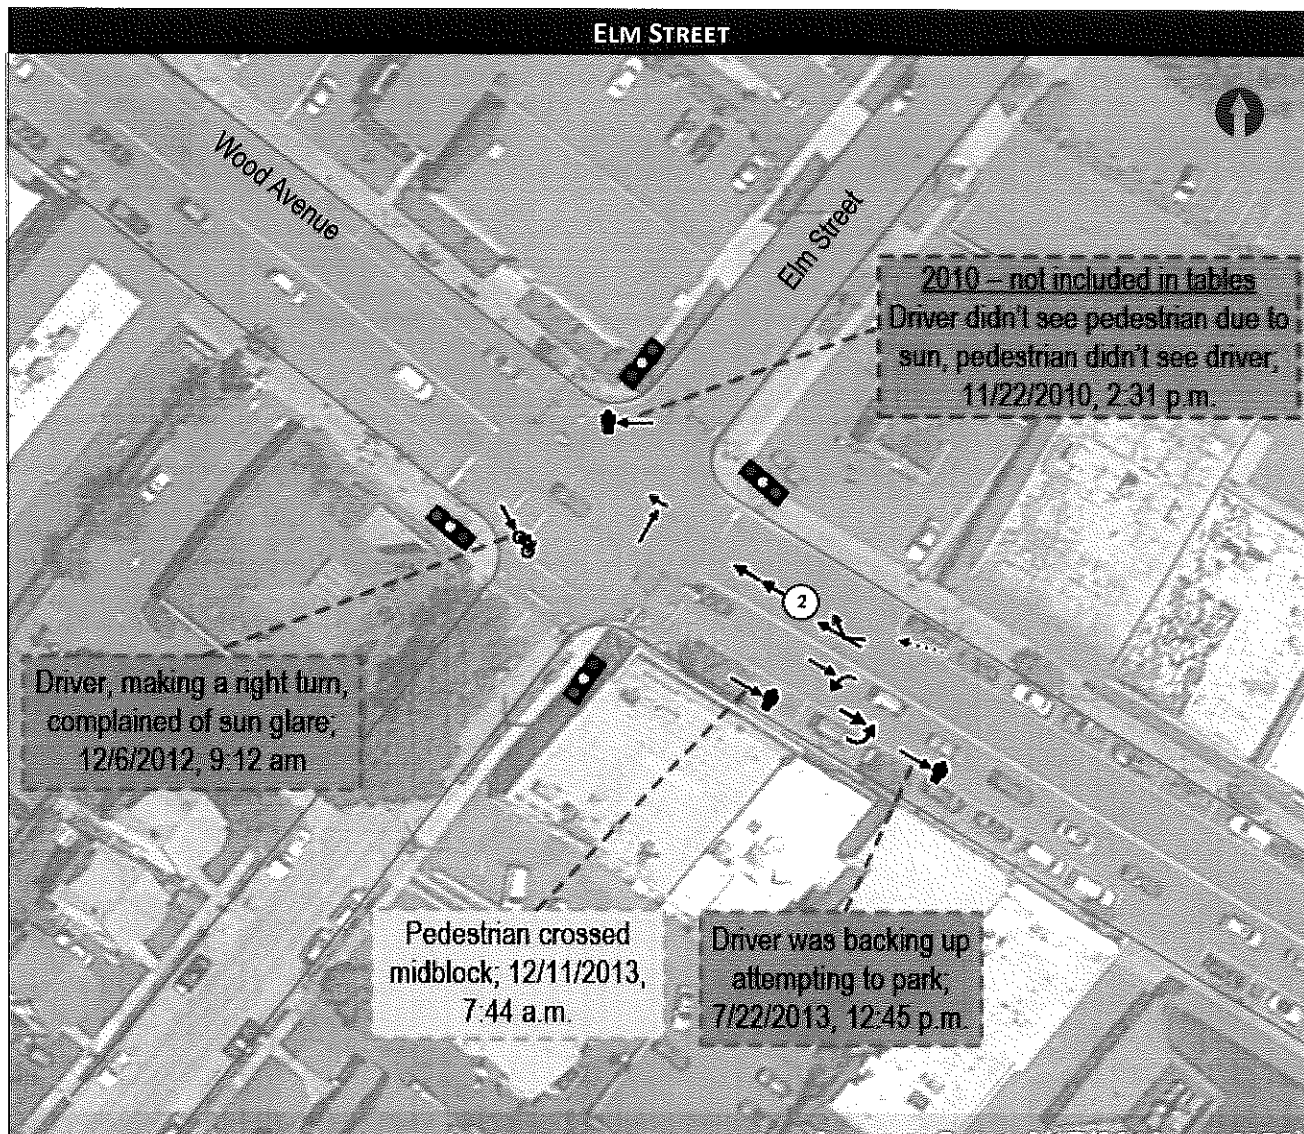 ELM STREET
Wood Avenue
Elm Street
2010 – not included in tables
Driver didn't see pedestrian due to
sun, pedestrian didn't see driver;
11/22/2010, 2:31 p.m.
2
Driver, making a right turn,
complained of sun glare;
12/6/2012, 9:12 am
Pedestrian crossed
midblock; 12/11/2013,
7:44 a.m.
Driver was backing up
attempting to park;
7/22/2013, 12:45 p.m.